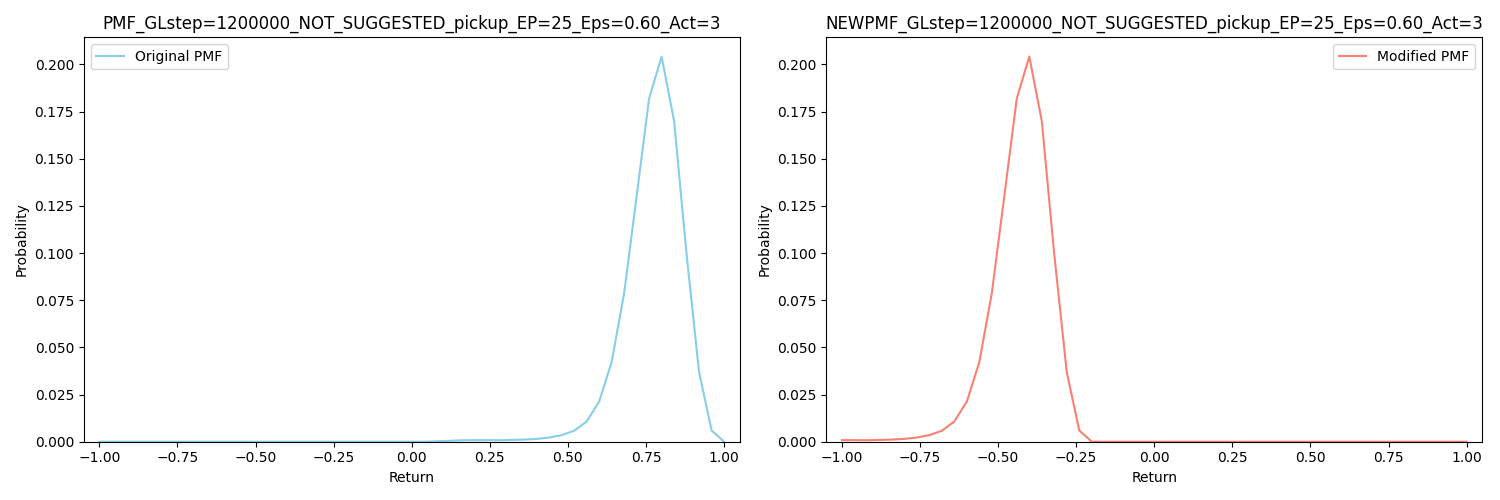 PMF_GLstep=1200000_NOT_SUGGESTED_pickup_EP=25_Eps=0.60_Act=3
Original PMF
Probability
0.200
0.175
0.150
0.125
0.100
0.075
0.050
0.025
0.000
−1.00 −0.75 −0.50 −0.25 0.00 0.25 0.50 0.75 1.00
Return
NEWPMF_GLstep=1200000_NOT_SUGGESTED_pickup_EP=25_Eps=0.60_Act=3
Modified PMF
Probability
0.200
0.175
0.150
0.125
0.100
0.075
0.050
0.025
0.000
−1.00 −0.75 −0.50 −0.25 0.00 0.25 0.50 0.75 1.00
Return